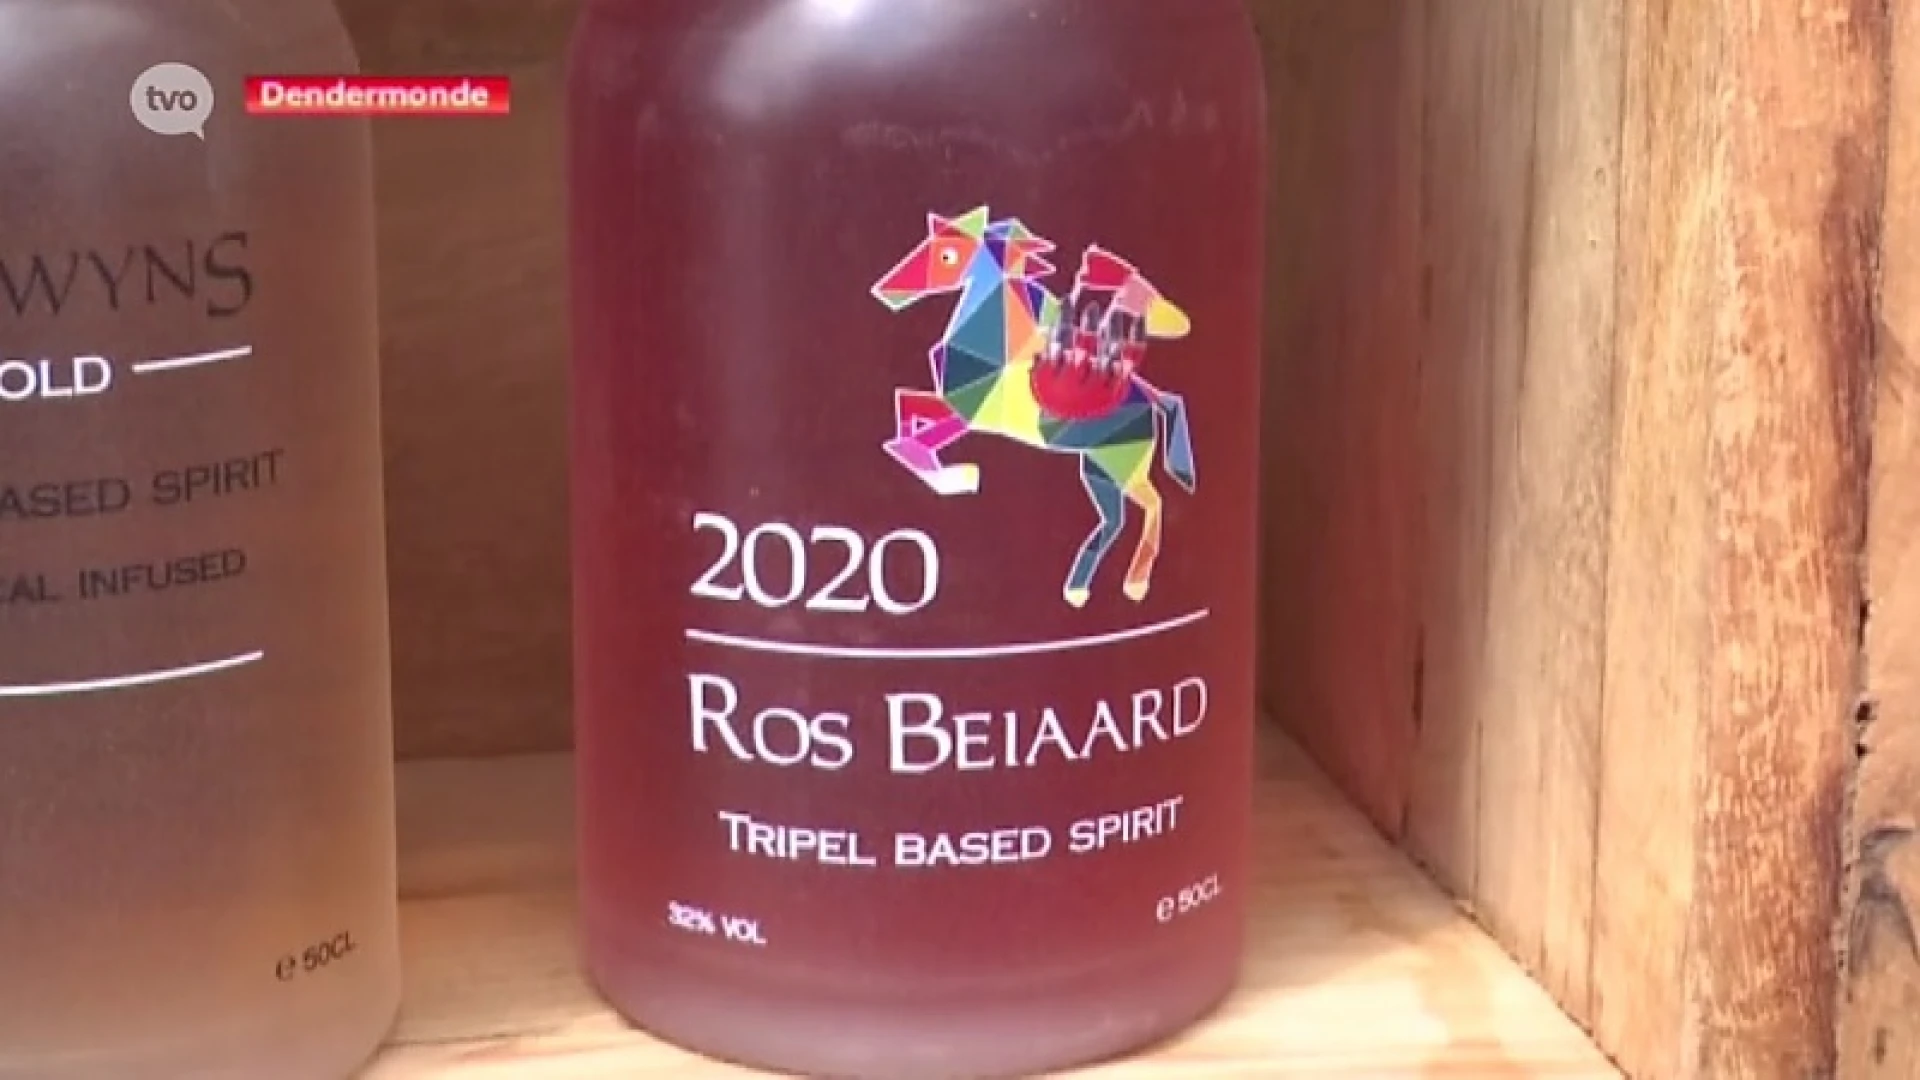 tvo
Dendermonde
WYNS
OLD
ASED SPIRIT
AL INFUSED
e 50CL
2020
ROS BEIAARD
TRIPEL BASED SPIRIT
32% VOL
e 50CL